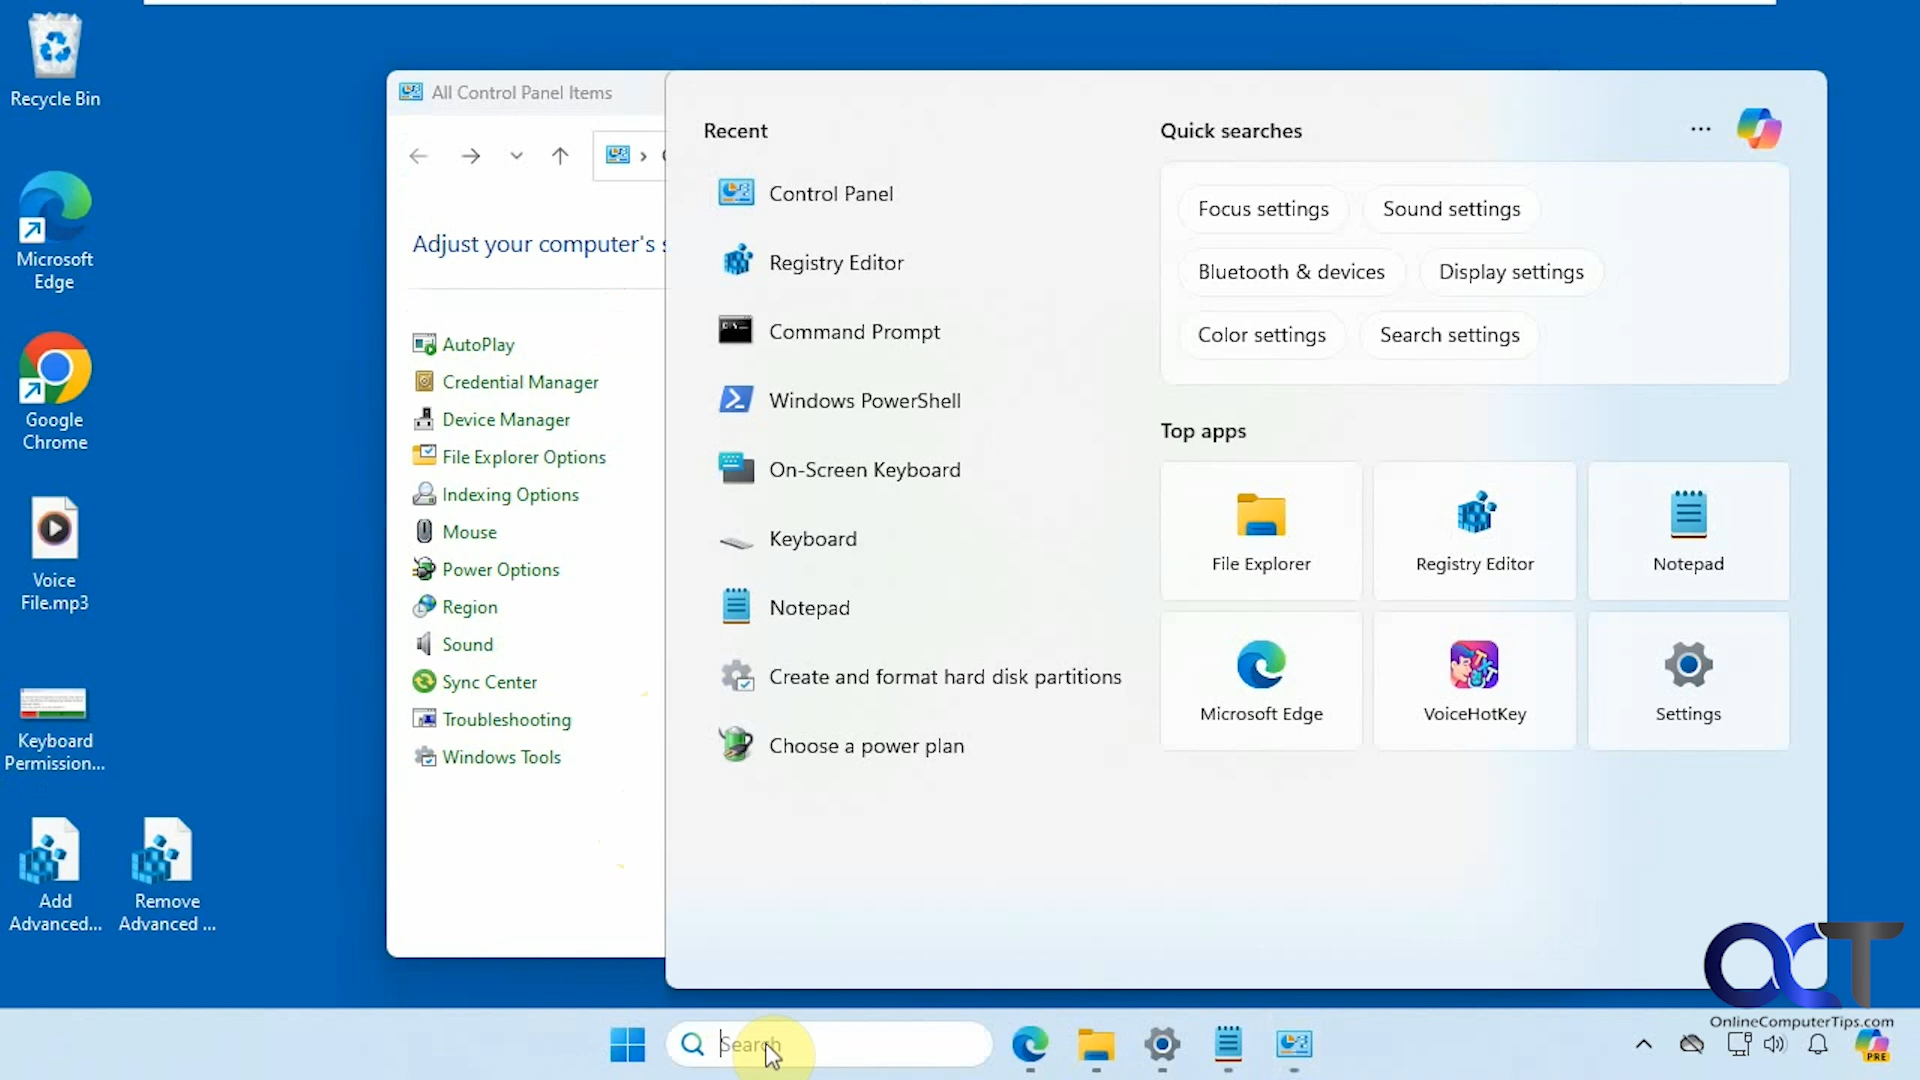 Recycle Bin
Microsoft
Edge
Google
Chrome
Voice
File.mp3
Keyboard
Permission...
Add
Advanced...
Remove
Advanced ...
All Control Panel Items
Adjust your computer's
AutoPlay
Credential Manager
Device Manager
File Explorer Options
Indexing Options
Mouse
Power Options
Region
Sound
Sync Center
Troubleshooting
Windows Tools
Recent
Control Panel
Registry Editor
Command Prompt
Windows PowerShell
On-Screen Keyboard
Keyboard
Notepad
Create and format hard disk partitions
Choose a power plan
Quick searches
Focus settings
Sound settings
Bluetooth & devices
Display settings
Color settings
Search settings
Top apps
File Explorer
Registry Editor
Notepad
Microsoft Edge
VoiceHotKey
Settings
Search
OCT
OnlineComputerTips.com
PRE